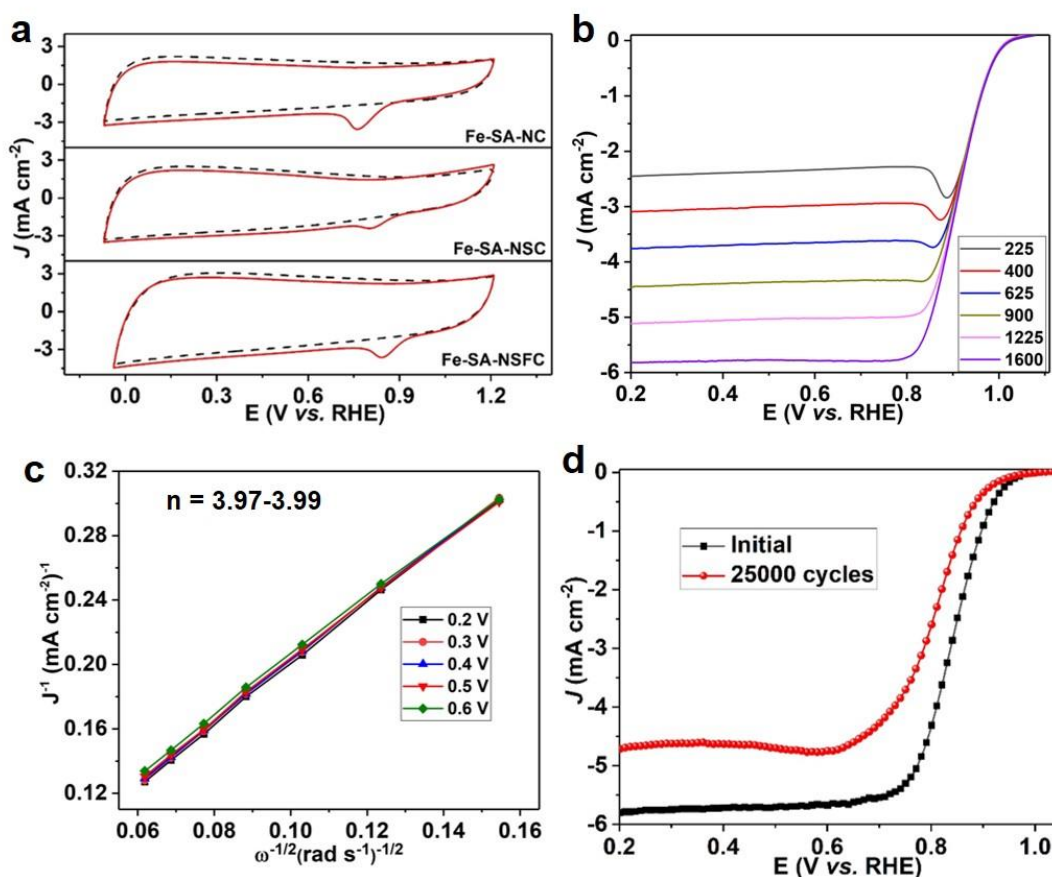 a
J (mA cm-2)
3
0
-3
Fe-SA-NC
3
0
-3
Fe-SA-NSC
3
0
-3
Fe-SA-NSFC
0.0 0.3 0.6 0.9 1.2
E (V vs. RHE)
b
J (mA cm-2)
0
-1
-2
-3
-4
-5
-6
225
400
625
900
1225
1600
0.2 0.4 0.6 0.8 1.0
E (V vs. RHE)
c
J-1 (mA cm-2)-1
0.32
0.28
0.24
0.20
0.16
0.12
n = 3.97-3.99
0.2 V
0.3 V
0.4 V
0.5 V
0.6 V
0.06 0.08 0.10 0.12 0.14 0.16
ω-1/2(rad s-1)-1/2
d
J (mA cm-2)
0
-1
-2
-3
-4
-5
-6
Initial
25000 cycles
0.2 0.4 0.6 0.8 1.0
E (V vs. RHE)